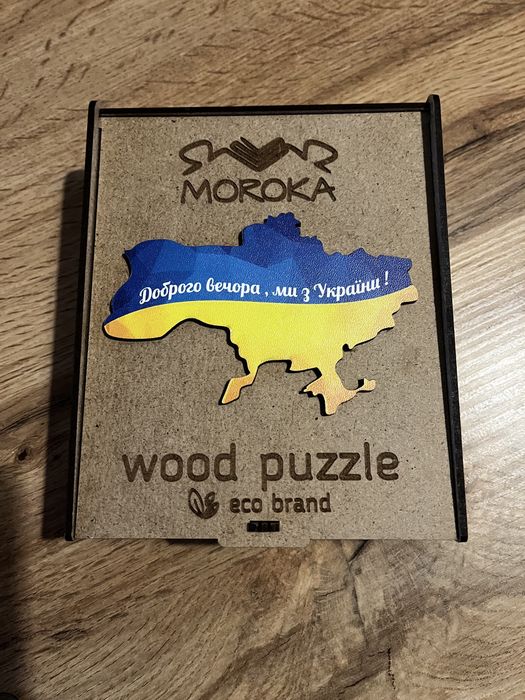 MOROKA
Доброго вечора , ми з України !
wood puzzle
eco brand